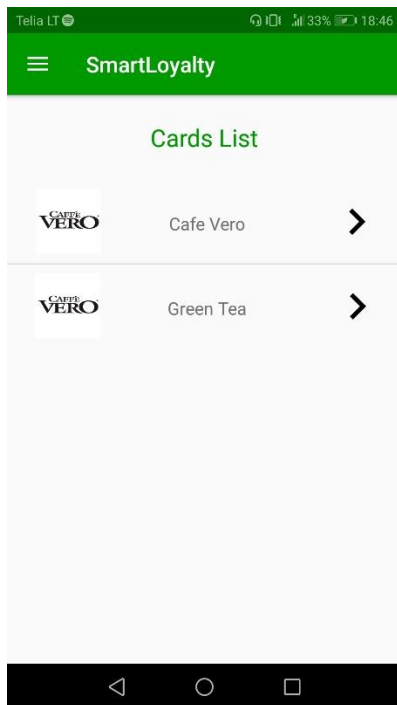 Telia LT 33% 18:46
SmartLoyalty
Cards List
CAFFÈ
VERO
Cafe Vero
CAFFÈ
VERO
Green Tea